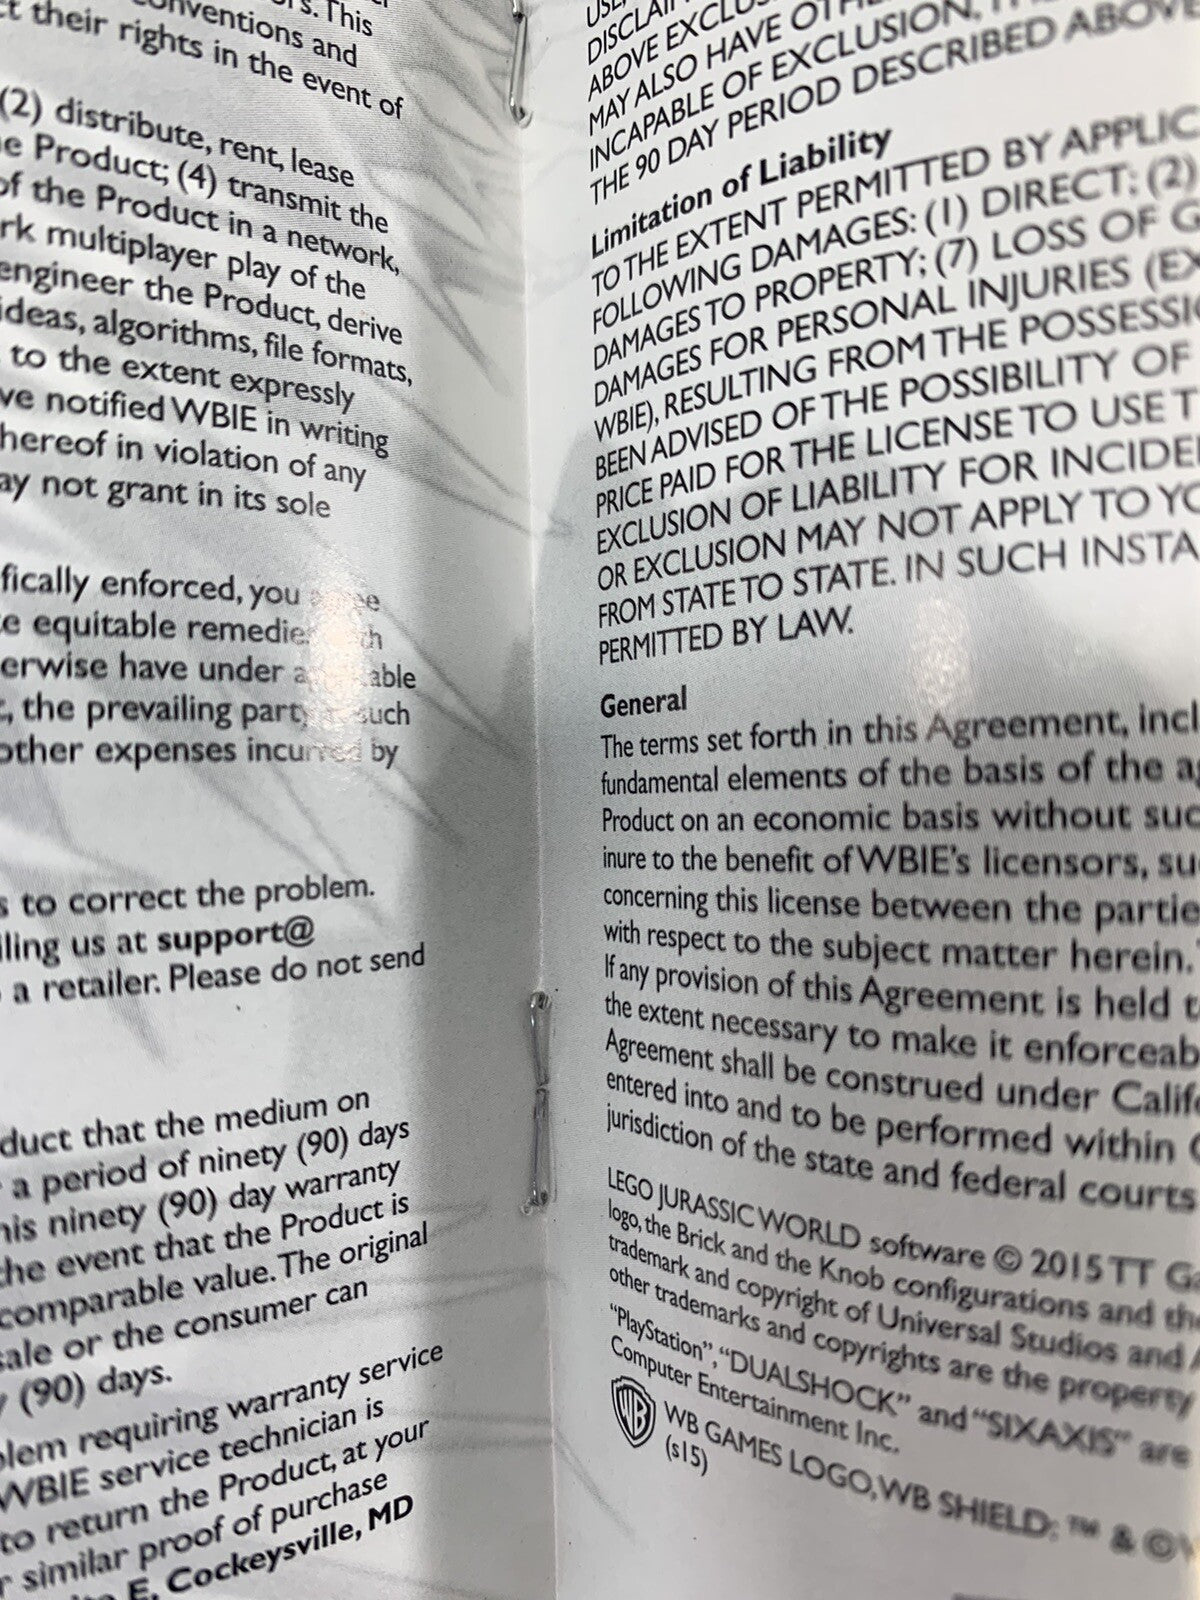 This
conventions and
their rights in the event of
(2) distribute, rent, lease
Product; (4) transmit the
of the Product in a network,
multiplayer play of the
engineer the Product, derive
ideas, algorithms, file formats,
to the extent expressly
notified WBIE in writing
hereof in violation of any
may not grant in its sole
enforced, you agree
equitable remedies
have under applicable
, the prevailing party in such
other expenses incurred by
to correct the problem.
us at support@
a retailer. Please do not send
that the medium on
a period of ninety (90) days
ninety (90) day warranty
the event that the Product is
comparable value. The original
sale or the consumer can
(90) days.
requiring warranty service
WBIE service technician is
to return the Product, at your
similar proof of purchase
E, Cockeysville, MD
ABOVE
MAY ALSO HAVE
INCAPABLE OF EXCLUSION,
THE 90 DAY PERIOD DESCRIBED ABOVE
Limitation of Liability
TO THE EXTENT PERMITTED BY
FOLLOWING DAMAGES: (1) DIRECT; (2)
DAMAGES TO PROPERTY; (7) LOSS OF
DAMAGES FOR PERSONAL INJURIES
WBIE), RESULTING FROM THE
BEEN ADVISED OF THE POSSIBILITY OF
PRICE PAID FOR THE LICENSE TO USE
EXCLUSION OF LIABILITY FOR
OR EXCLUSION MAY NOT APPLY TO
FROM STATE TO STATE. IN SUCH
PERMITTED BY LAW.
General
The terms set forth in this Agreement,
fundamental elements of the basis of the
Product on an economic basis without
inure to the benefit of WBIE's licensors,
concerning this license between the
with respect to the subject matter herein.
If any provision of this Agreement is held
the extent necessary to make it
Agreement shall be construed under
entered into and to be performed within
jurisdiction of the state and federal courts
LEGO JURASSIC WORLD software © 2015 TT
logo, the Brick and the Knob configurations and the
trademark and copyright of Universal Studios and
other trademarks and copyrights are the property
"PlayStation", "DUALSHOCK" and "SIXAXIS" are
Computer Entertainment Inc.
WB GAMES LOGO, WB SHIELD: ™ & ©
(s15)